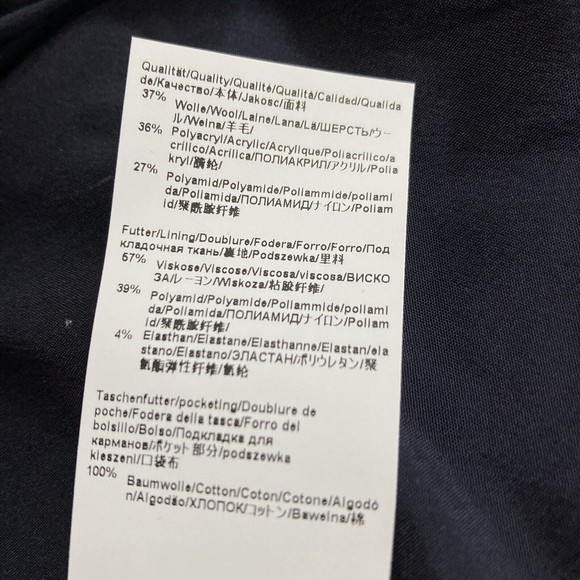 Qualität/Quality/Qualité/Qualità/Calidad/Qualida
de/Качество/本体/Jakosc/面料
37% Wolle/Wool/Laine/Lana/Lã/ШЕРСТЬ/ウー
ル/Welna/羊毛/
36% Polyacryl/Acrylic/Acrylique/Poliacrilico/a
crilico/Acrilica/ПОЛИАКРИЛ/アクリル/Polia
kryl/腈纶/
27% Polyamid/Polyamide/Poliammide/poliami
da/Poliamida/ПОЛИАМИД/ナイロン/Poliam
id/聚酰胺纤维
Futter/Lining/Doublure/Fodera/Forro/Forro/Под
кладочная ткань/裏地/Podszewka/里料
57% Viskose/Viscose/Viscosa/viscosa/ВИСКО
ЗА/レーヨン/Wiskoza/粘胶纤维/
39% Polyamid/Polyamide/Poliammide/poliami
da/Poliamida/ПОЛИАМИД/ナイロン/Poliam
id/聚酰胺纤维/
4% Elasthan/Elastane/Elasthanne/Elastan/ela
stano/Elastano/ЭЛАСТАН/ポリウレタン/聚
氨酯弹性纤维/氨纶
Taschenfutter/pocketing/Doublure de
poche/Fodera della tasca/Forro del
bolsillo/Bolso/Подкладка для
карманов/ポケット部分/podszewka
kieszeni/口袋布
100% Baumwolle/Cotton/Coton/Cotone/Algodó
n/Algodão/ХЛОПОК/コットン/Bawelna/棉